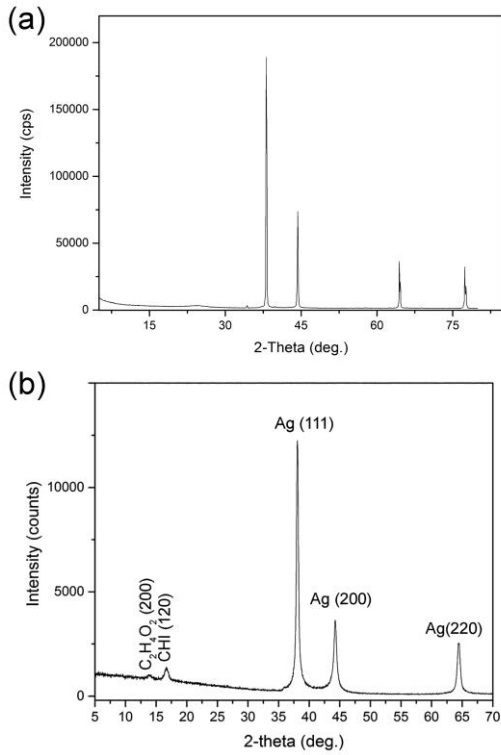 (a)
200000
150000
100000
50000
0
Intensity (cps)
15 30 45 60 75
2-Theta (deg.)
(b)
10000
5000
0
Intensity (counts)
C₂H₄O₂ (200)
CHI (120)
Ag (111)
Ag (200)
Ag(220)
5 10 15 20 25 30 35 40 45 50 55 60 65 70
2-theta (deg.)